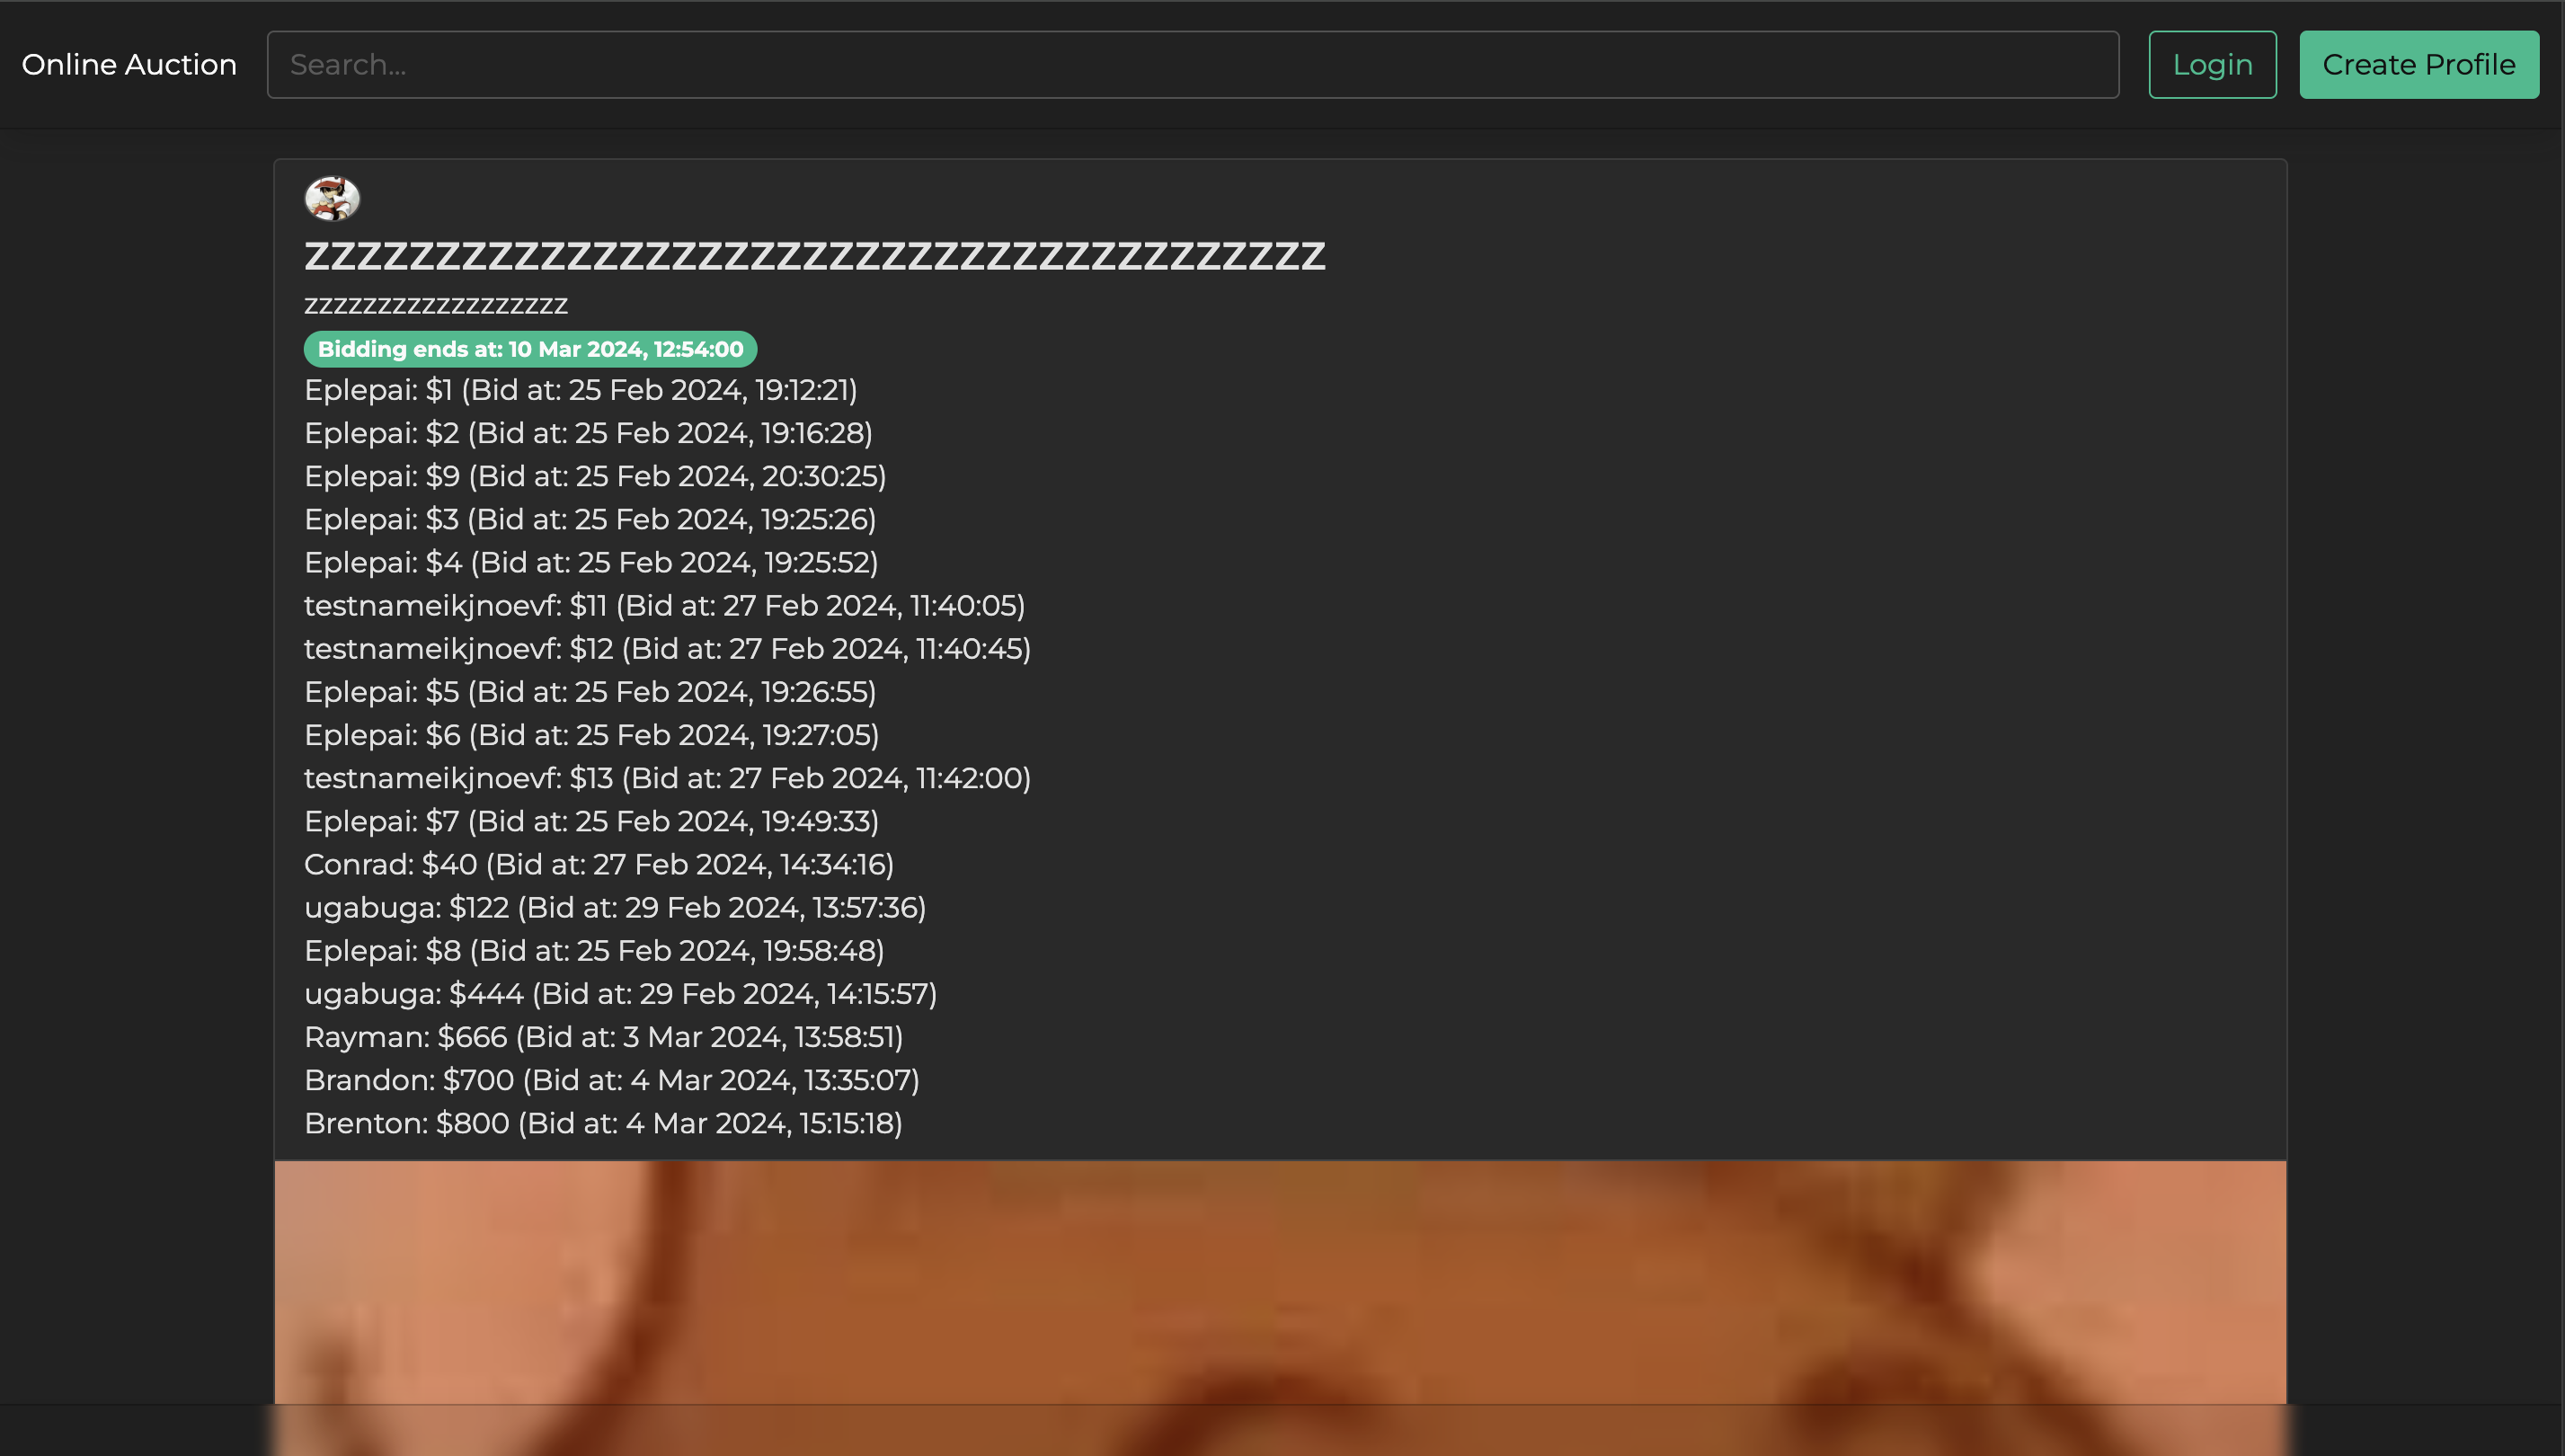 Online Auction Search... Login Create Profile
zzzzzzzzzzzzzzzzzzzzzzzzzzzzzzzzzzzzzzz
zzzzzzzzzzzzzzzzzz
Bidding ends at: 10 Mar 2024, 12:54:00
Eplepai: $1 (Bid at: 25 Feb 2024, 19:12:21)
Eplepai: $2 (Bid at: 25 Feb 2024, 19:16:28)
Eplepai: $9 (Bid at: 25 Feb 2024, 20:30:25)
Eplepai: $3 (Bid at: 25 Feb 2024, 19:25:26)
Eplepai: $4 (Bid at: 25 Feb 2024, 19:25:52)
testnameikjnoevf: $11 (Bid at: 27 Feb 2024, 11:40:05)
testnameikjnoevf: $12 (Bid at: 27 Feb 2024, 11:40:45)
Eplepai: $5 (Bid at: 25 Feb 2024, 19:26:55)
Eplepai: $6 (Bid at: 25 Feb 2024, 19:27:05)
testnameikjnoevf: $13 (Bid at: 27 Feb 2024, 11:42:00)
Eplepai: $7 (Bid at: 25 Feb 2024, 19:49:33)
Conrad: $40 (Bid at: 27 Feb 2024, 14:34:16)
ugabuga: $122 (Bid at: 29 Feb 2024, 13:57:36)
Eplepai: $8 (Bid at: 25 Feb 2024, 19:58:48)
ugabuga: $444 (Bid at: 29 Feb 2024, 14:15:57)
Rayman: $666 (Bid at: 3 Mar 2024, 13:58:51)
Brandon: $700 (Bid at: 4 Mar 2024, 13:35:07)
Brenton: $800 (Bid at: 4 Mar 2024, 15:15:18)